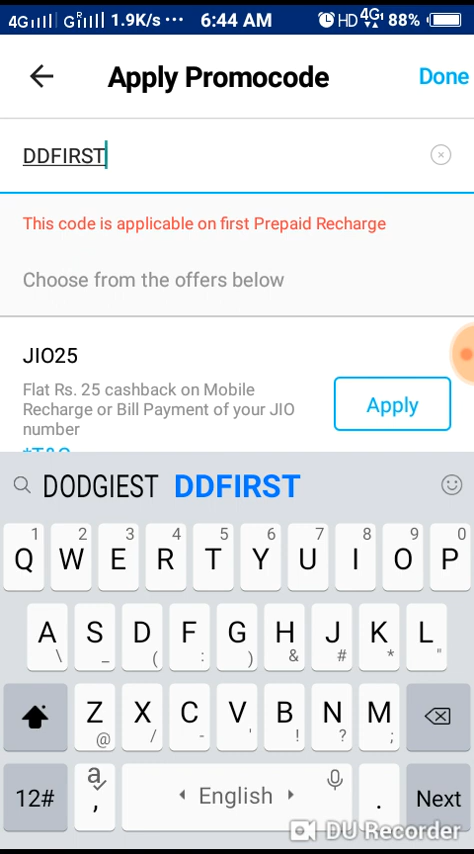 4G GR 1.9K/s ... 6:44 AM HD 4G1 88%
Apply Promocode Done
DDFIRST
This code is applicable on first Prepaid Recharge
Choose from the offers below
JIO25
Flat Rs. 25 cashback on Mobile
Recharge or Bill Payment of your JIO
number
Apply
DODGIEST DDFIRST
1 2 3 4 5 6 7 8 9 0
Q W E R T Y U I O P
A S D F G H J K L
\ _ ( : ) & # * "
Z X C V B N M
@ / - ' ! ? ;
12# a , English . Next
DU Recorder